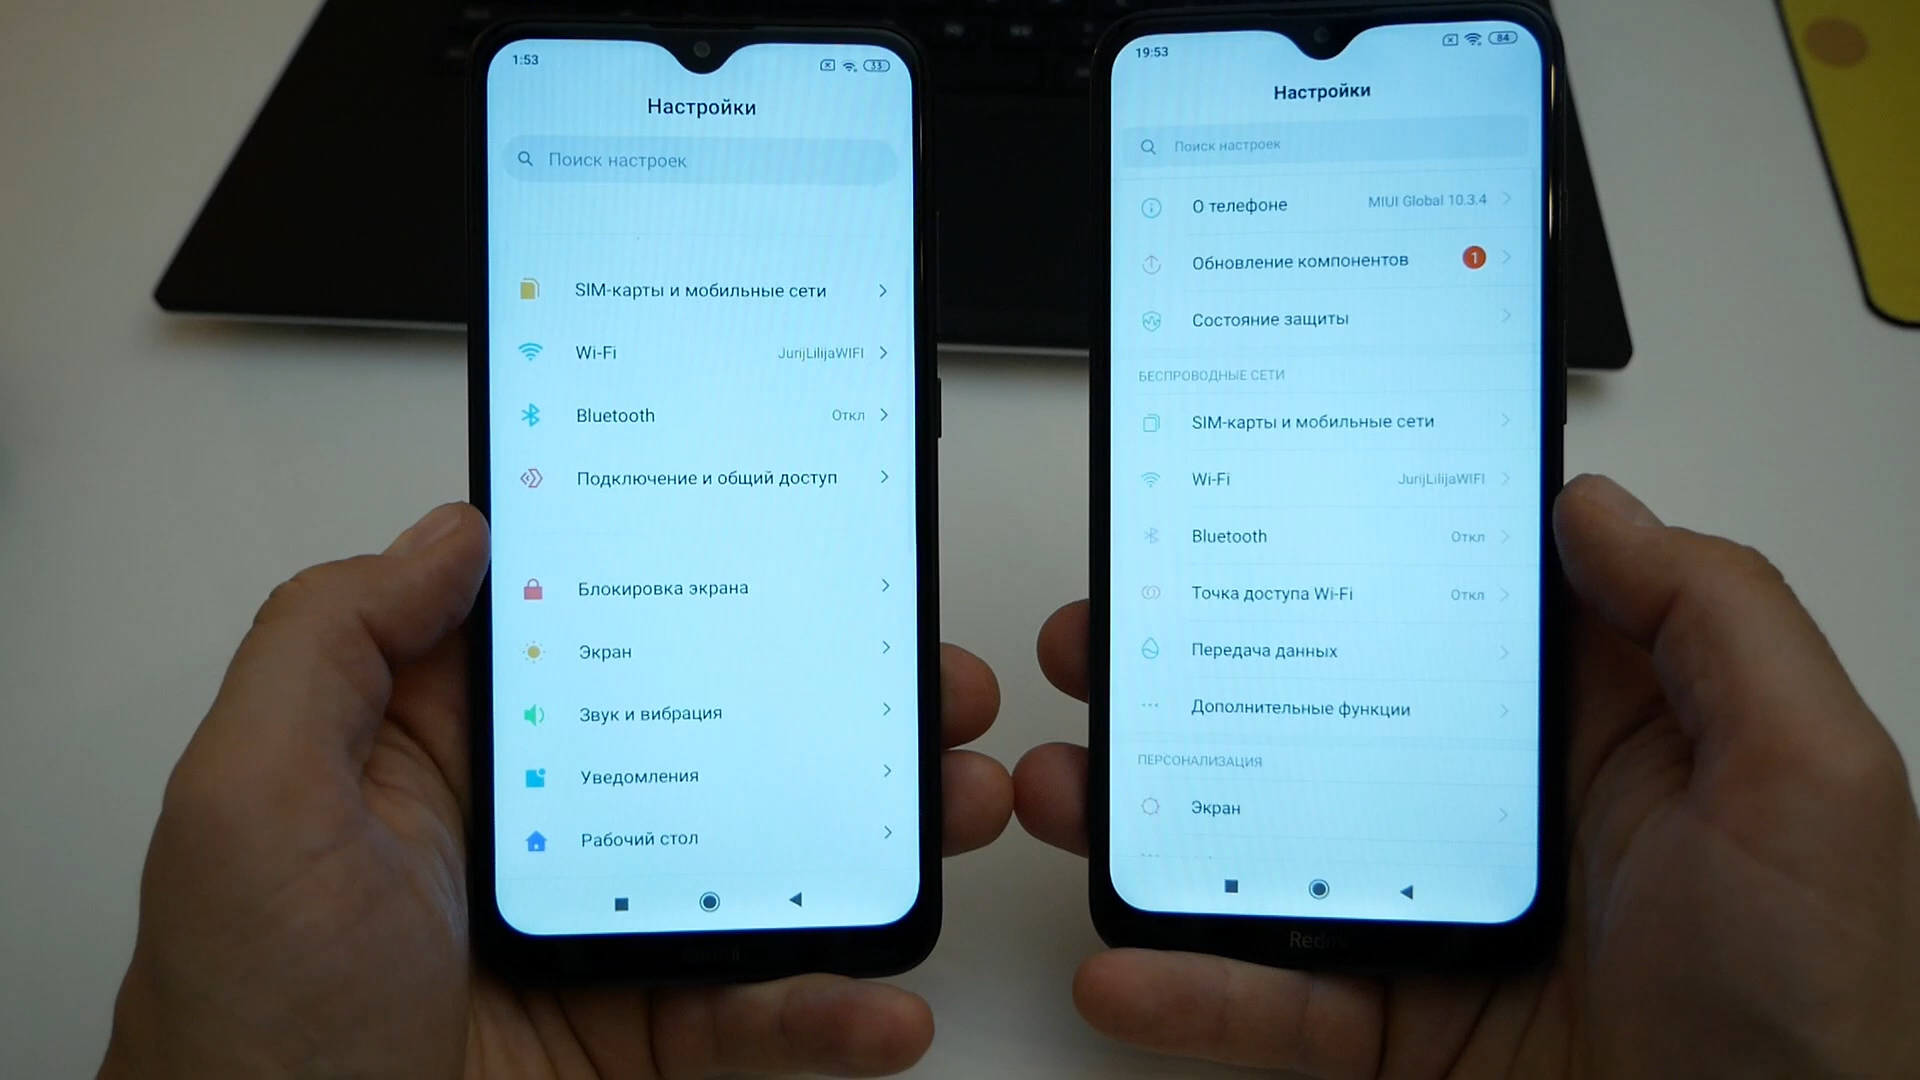 1:53
33
Настройки
Поиск настроек
SIM-карты и мобильные сети
Wi-Fi JurijLilijaWIFI
Bluetooth Откл
Подключение и общий доступ
Блокировка экрана
Экран
Звук и вибрация
Уведомления
Рабочий стол
19:53
84
Настройки
Поиск настроек
О телефоне MIUI Global 10.3.4
Обновление компонентов 1
Состояние защиты
БЕСПРОВОДНЫЕ СЕТИ
SIM-карты и мобильные сети
Wi-Fi JurijLilijaWIFI
Bluetooth Откл
Точка доступа Wi-Fi Откл
Передача данных
Дополнительные функции
ПЕРСОНАЛИЗАЦИЯ
Экран
Redmi